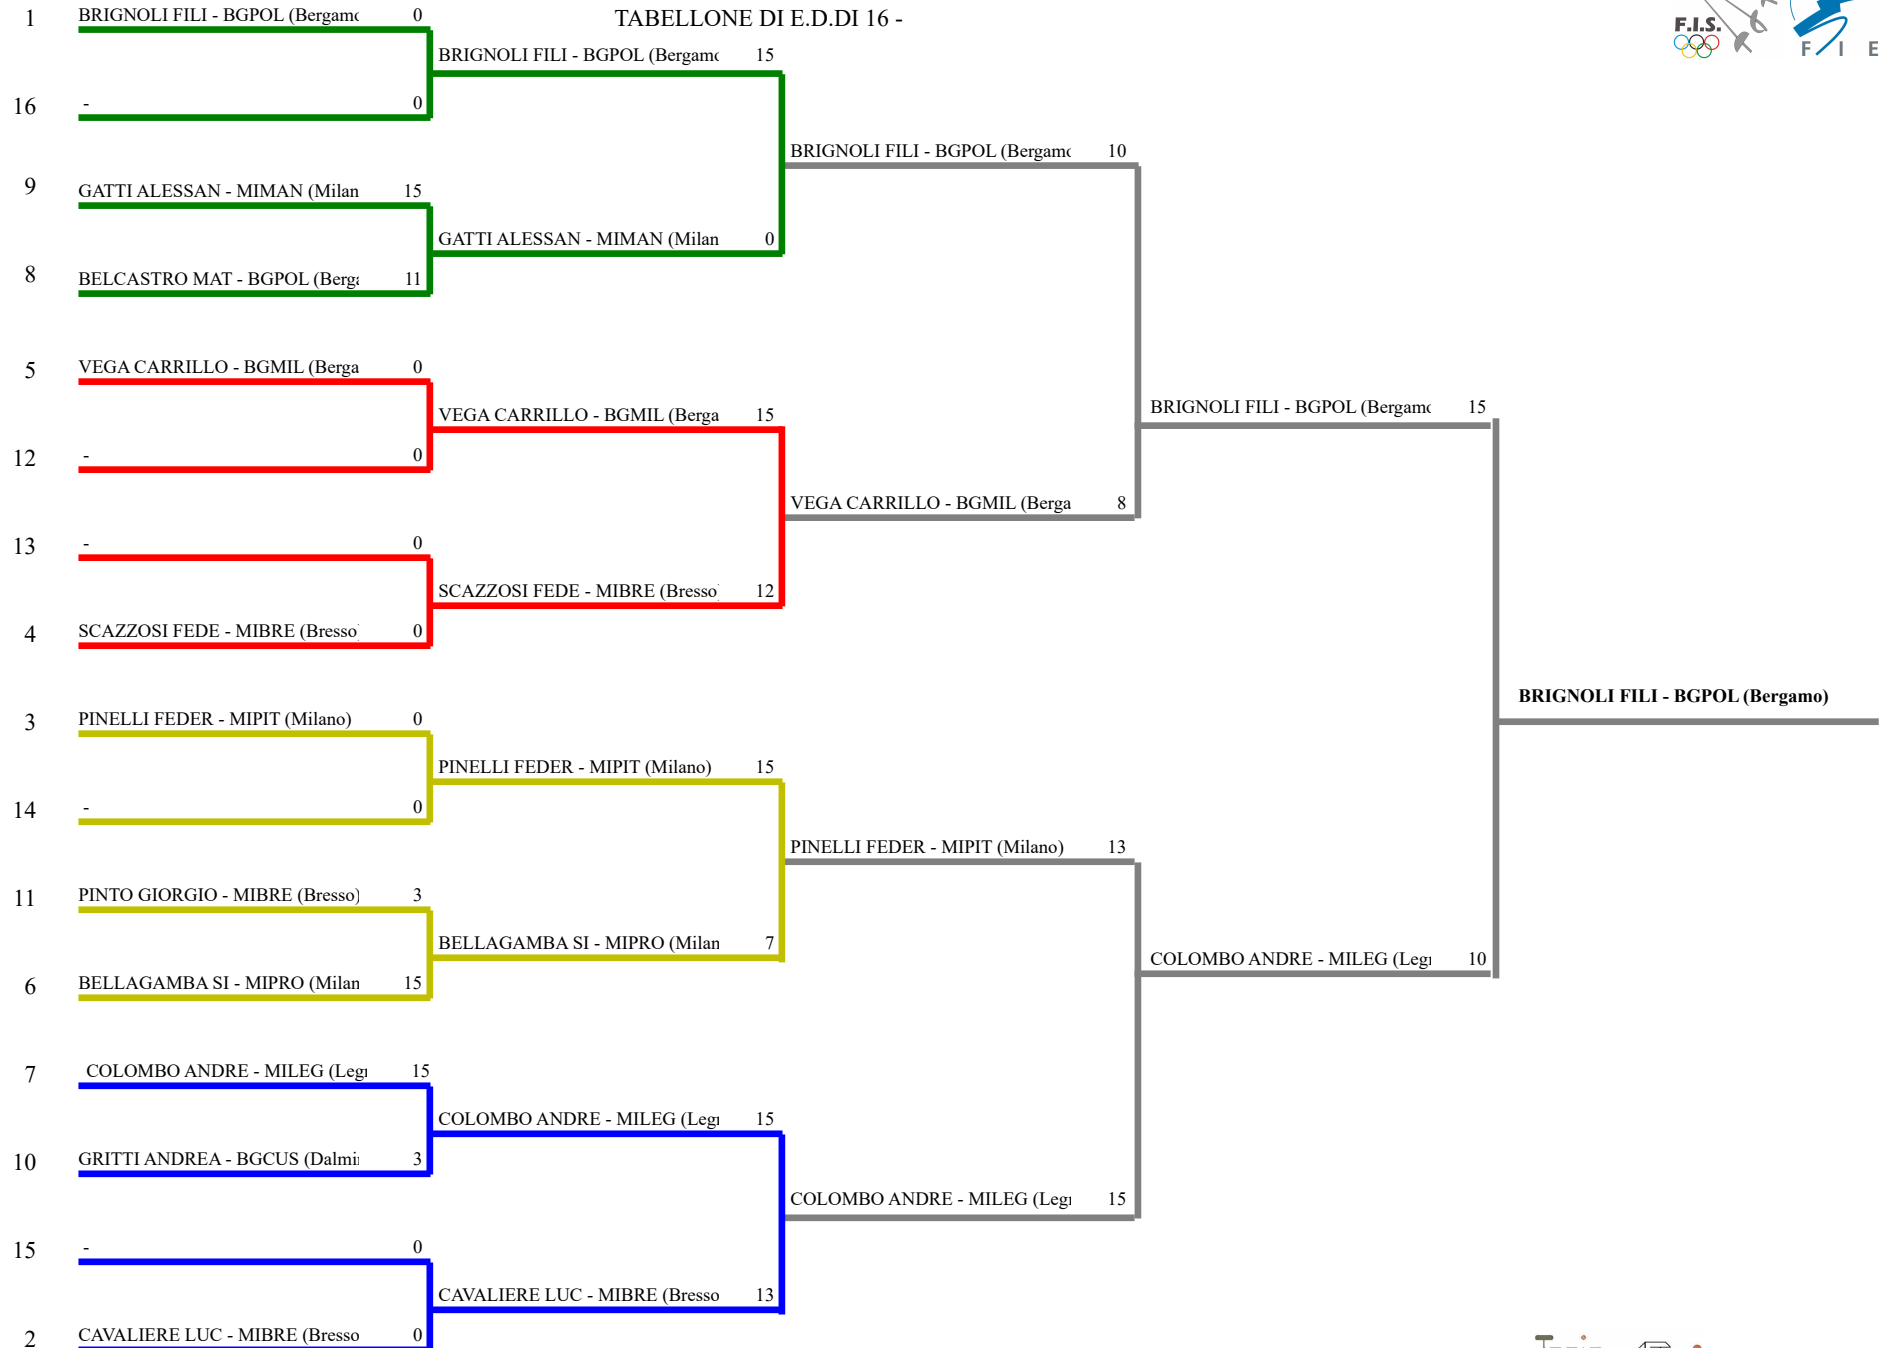 TABELLONE DI E.D.DI 16 -
F.I.S.
F I E
1 BRIGNOLI FILI - BGPOL (Bergamo 0
BRIGNOLI FILI - BGPOL (Bergamo 15
16 - 0
BRIGNOLI FILI - BGPOL (Bergamo 10
9 GATTI ALESSAN - MIMAN (Milan 15
GATTI ALESSAN - MIMAN (Milan 0
8 BELCASTRO MAT - BGPOL (Berga 11
5 VEGA CARRILLO - BGMIL (Berga 0
BRIGNOLI FILI - BGPOL (Bergamo 15
VEGA CARRILLO - BGMIL (Berga 15
12 - 0
VEGA CARRILLO - BGMIL (Berga 8
13 - 0
SCAZZOSI FEDE - MIBRE (Bresso) 12
4 SCAZZOSI FEDE - MIBRE (Bresso) 0
BRIGNOLI FILI - BGPOL (Bergamo)
3 PINELLI FEDER - MIPIT (Milano) 0
PINELLI FEDER - MIPIT (Milano) 15
14 - 0
PINELLI FEDER - MIPIT (Milano) 13
11 PINTO GIORGIO - MIBRE (Bresso) 3
BELLAGAMBA SI - MIPRO (Milan 7
COLOMBO ANDRE - MILEG (Legn 10
6 BELLAGAMBA SI - MIPRO (Milan 15
7 COLOMBO ANDRE - MILEG (Legn 15
COLOMBO ANDRE - MILEG (Legn 15
10 GRITTI ANDREA - BGCUS (Dalmin 3
COLOMBO ANDRE - MILEG (Legn 15
15 - 0
CAVALIERE LUC - MIBRE (Bresso 13
2 CAVALIERE LUC - MIBRE (Bresso 0